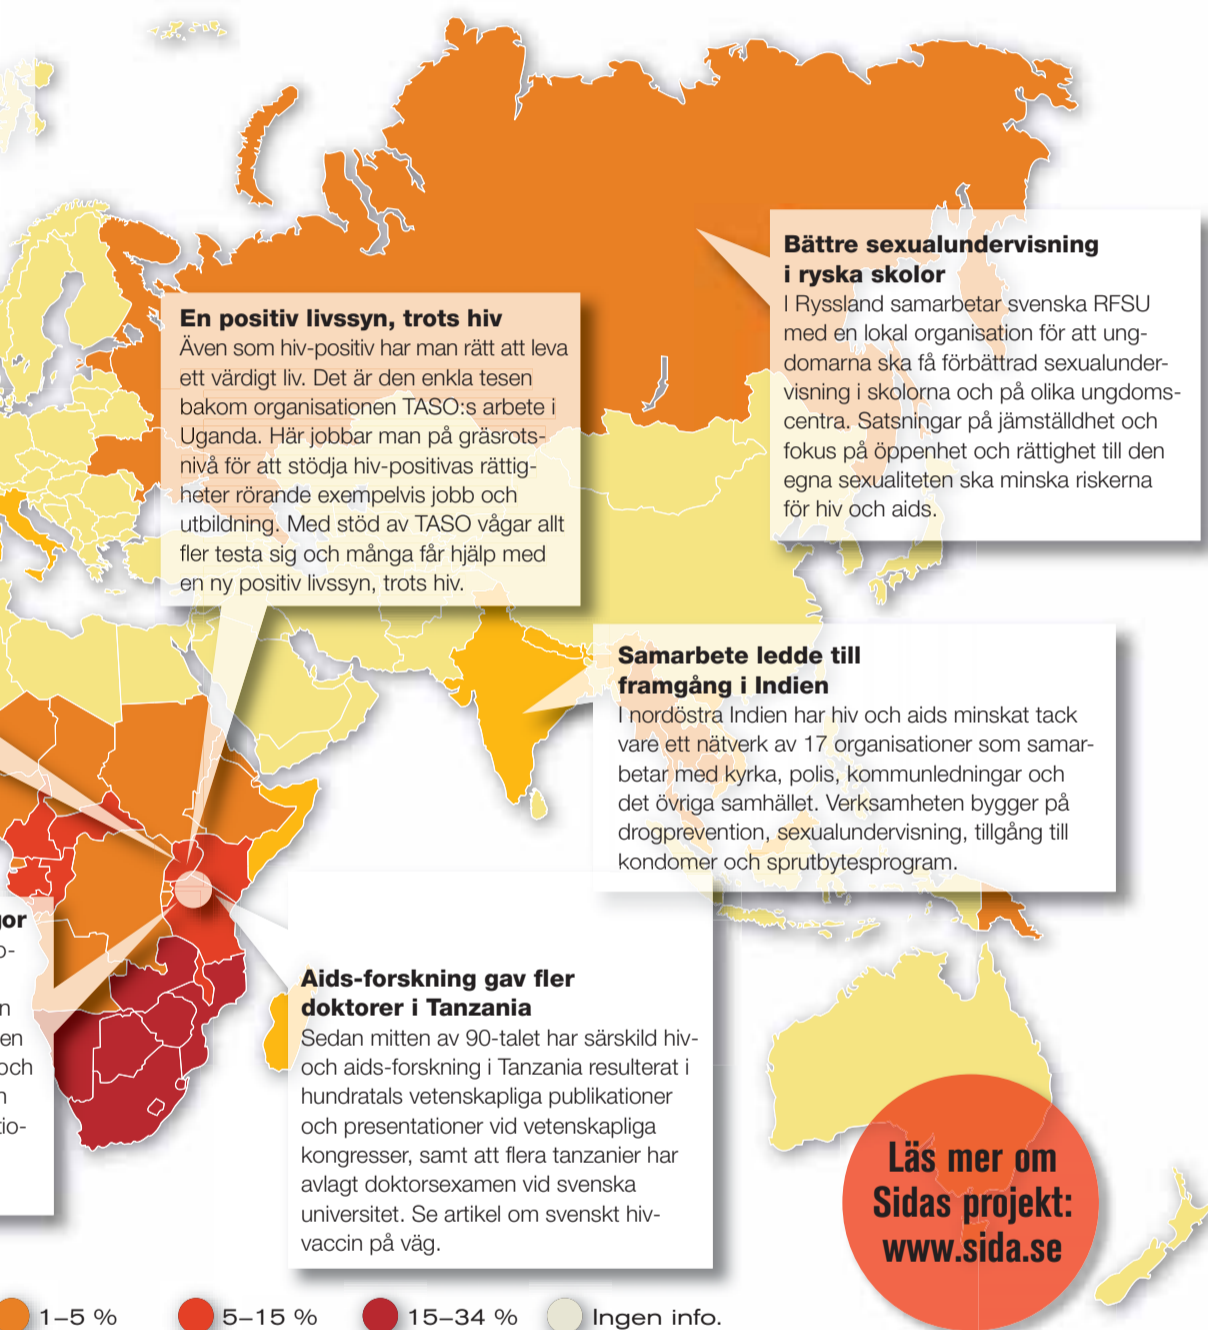 Bättre sexualundervisning
i ryska skolor
I Ryssland samarbetar svenska RFSU
med en lokal organisation för att ung-
domarna ska få förbättrad sexualunder-
visning i skolorna och på olika ungdoms-
centra. Satsningar på jämställdhet och
fokus på öppenhet och rättighet till den
egna sexualiteten ska minska riskerna
för hiv och aids.
En positiv livssyn, trots hiv
Även som hiv-positiv har man rätt att leva
ett värdigt liv. Det är den enkla tesen
bakom organisationen TASO:s arbete i
Uganda. Här jobbar man på gräsrots-
nivå för att stödja hiv-positivas rättig-
heter rörande exempelvis jobb och
utbildning. Med stöd av TASO vågar allt
fler testa sig och många får hjälp med
en ny positiv livssyn, trots hiv.
Samarbete ledde till
framgång i Indien
I nordöstra Indien har hiv och aids minskat tack
vare ett nätverk av 17 organisationer som samar-
betar med kyrka, polis, kommunledningar och
det övriga samhället. Verksamheten bygger på
drogprevention, sexualundervisning, tillgång till
kondomer och sprutbytesprogram.
gor
o-
n
en
och
n
tio-
Aids-forskning gav fler
doktorer i Tanzania
Sedan mitten av 90-talet har särskild hiv-
och aids-forskning i Tanzania resulterat i
hundratals vetenskapliga publikationer
och presentationer vid vetenskapliga
kongresser, samt att flera tanzanier har
avlagt doktorsexamen vid svenska
universitet. Se artikel om svenskt hiv-
vaccin på väg.
Läs mer om
Sidas projekt:
www.sida.se
1–5 % 5–15 % 15–34 % Ingen info.